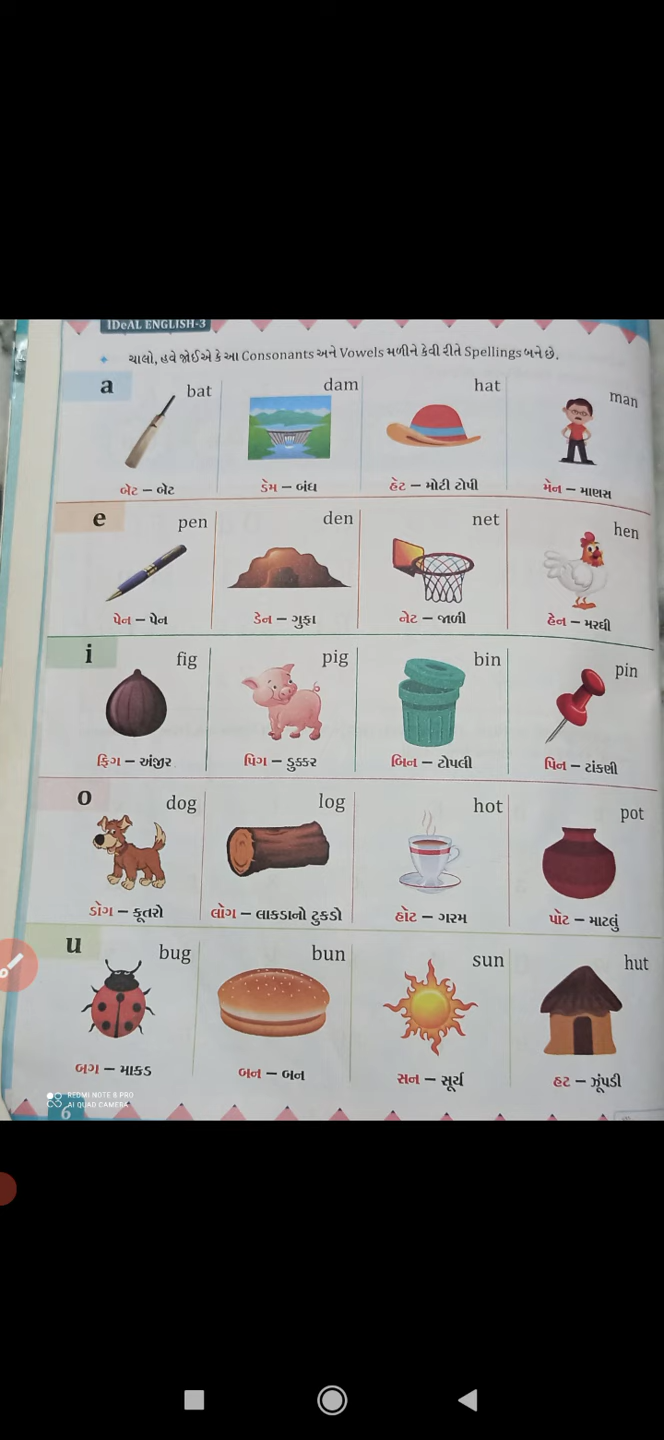 IDeAL ENGLISH-3
ચાલો, હવે જોઈએ કે આ Consonants અને Vowels મળીને કેવી રીતે Spellings બને છે.
a bat dam hat man
બેટ – બેટ ડેમ – બંધ હેટ – મોટી ટોપી મેન – માણસ
e pen den net hen
પેન – પેન ડેન – ગુફા નેટ – જાળી હેન – મરઘી
i fig pig bin pin
ફિગ – અંજીર પિગ – ડુક્કર બિન – ટોપલી પિન – ટાંકણી
o dog log hot pot
ડૉગ – કૂતરો લૉગ – લાકડાનો ટુકડો હૉટ – ગરમ પૉટ – માટલું
u bug bun sun hut
બગ – માકડ બન – બન સન – સૂર્ય હટ – ઝૂંપડી
REDMI NOTE 8 PRO
AI QUAD CAMERA
6